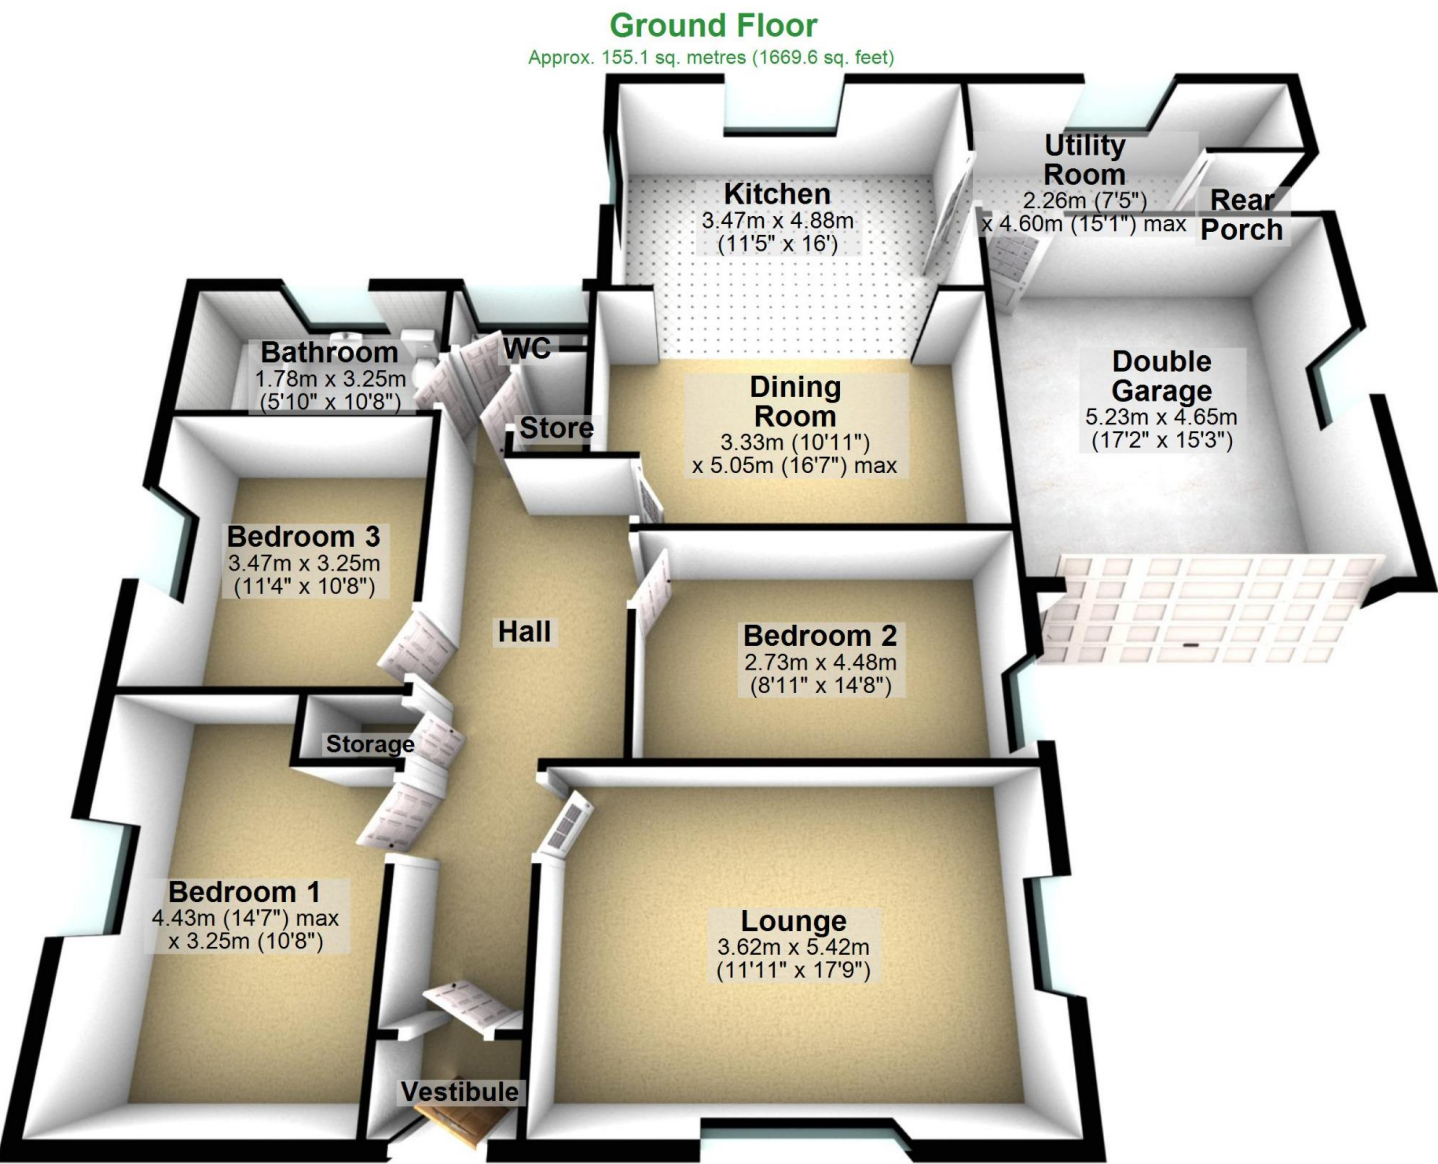 Ground Floor
Approx. 155.1 sq. metres (1669.6 sq. feet)
Kitchen
3.47m x 4.88m
(11'5" x 16')
Utility
Room
2.26m (7'5")
x 4.60m (15'1") max
Rear
Porch
Bathroom
1.78m x 3.25m
(5'10" x 10'8")
WC
Store
Dining
Room
3.33m (10'11")
x 5.05m (16'7") max
Double
Garage
5.23m x 4.65m
(17'2" x 15'3")
Bedroom 3
3.47m x 3.25m
(11'4" x 10'8")
Hall
Bedroom 2
2.73m x 4.48m
(8'11" x 14'8")
Storage
Bedroom 1
4.43m (14'7") max
x 3.25m (10'8")
Lounge
3.62m x 5.42m
(11'11" x 17'9")
Vestibule